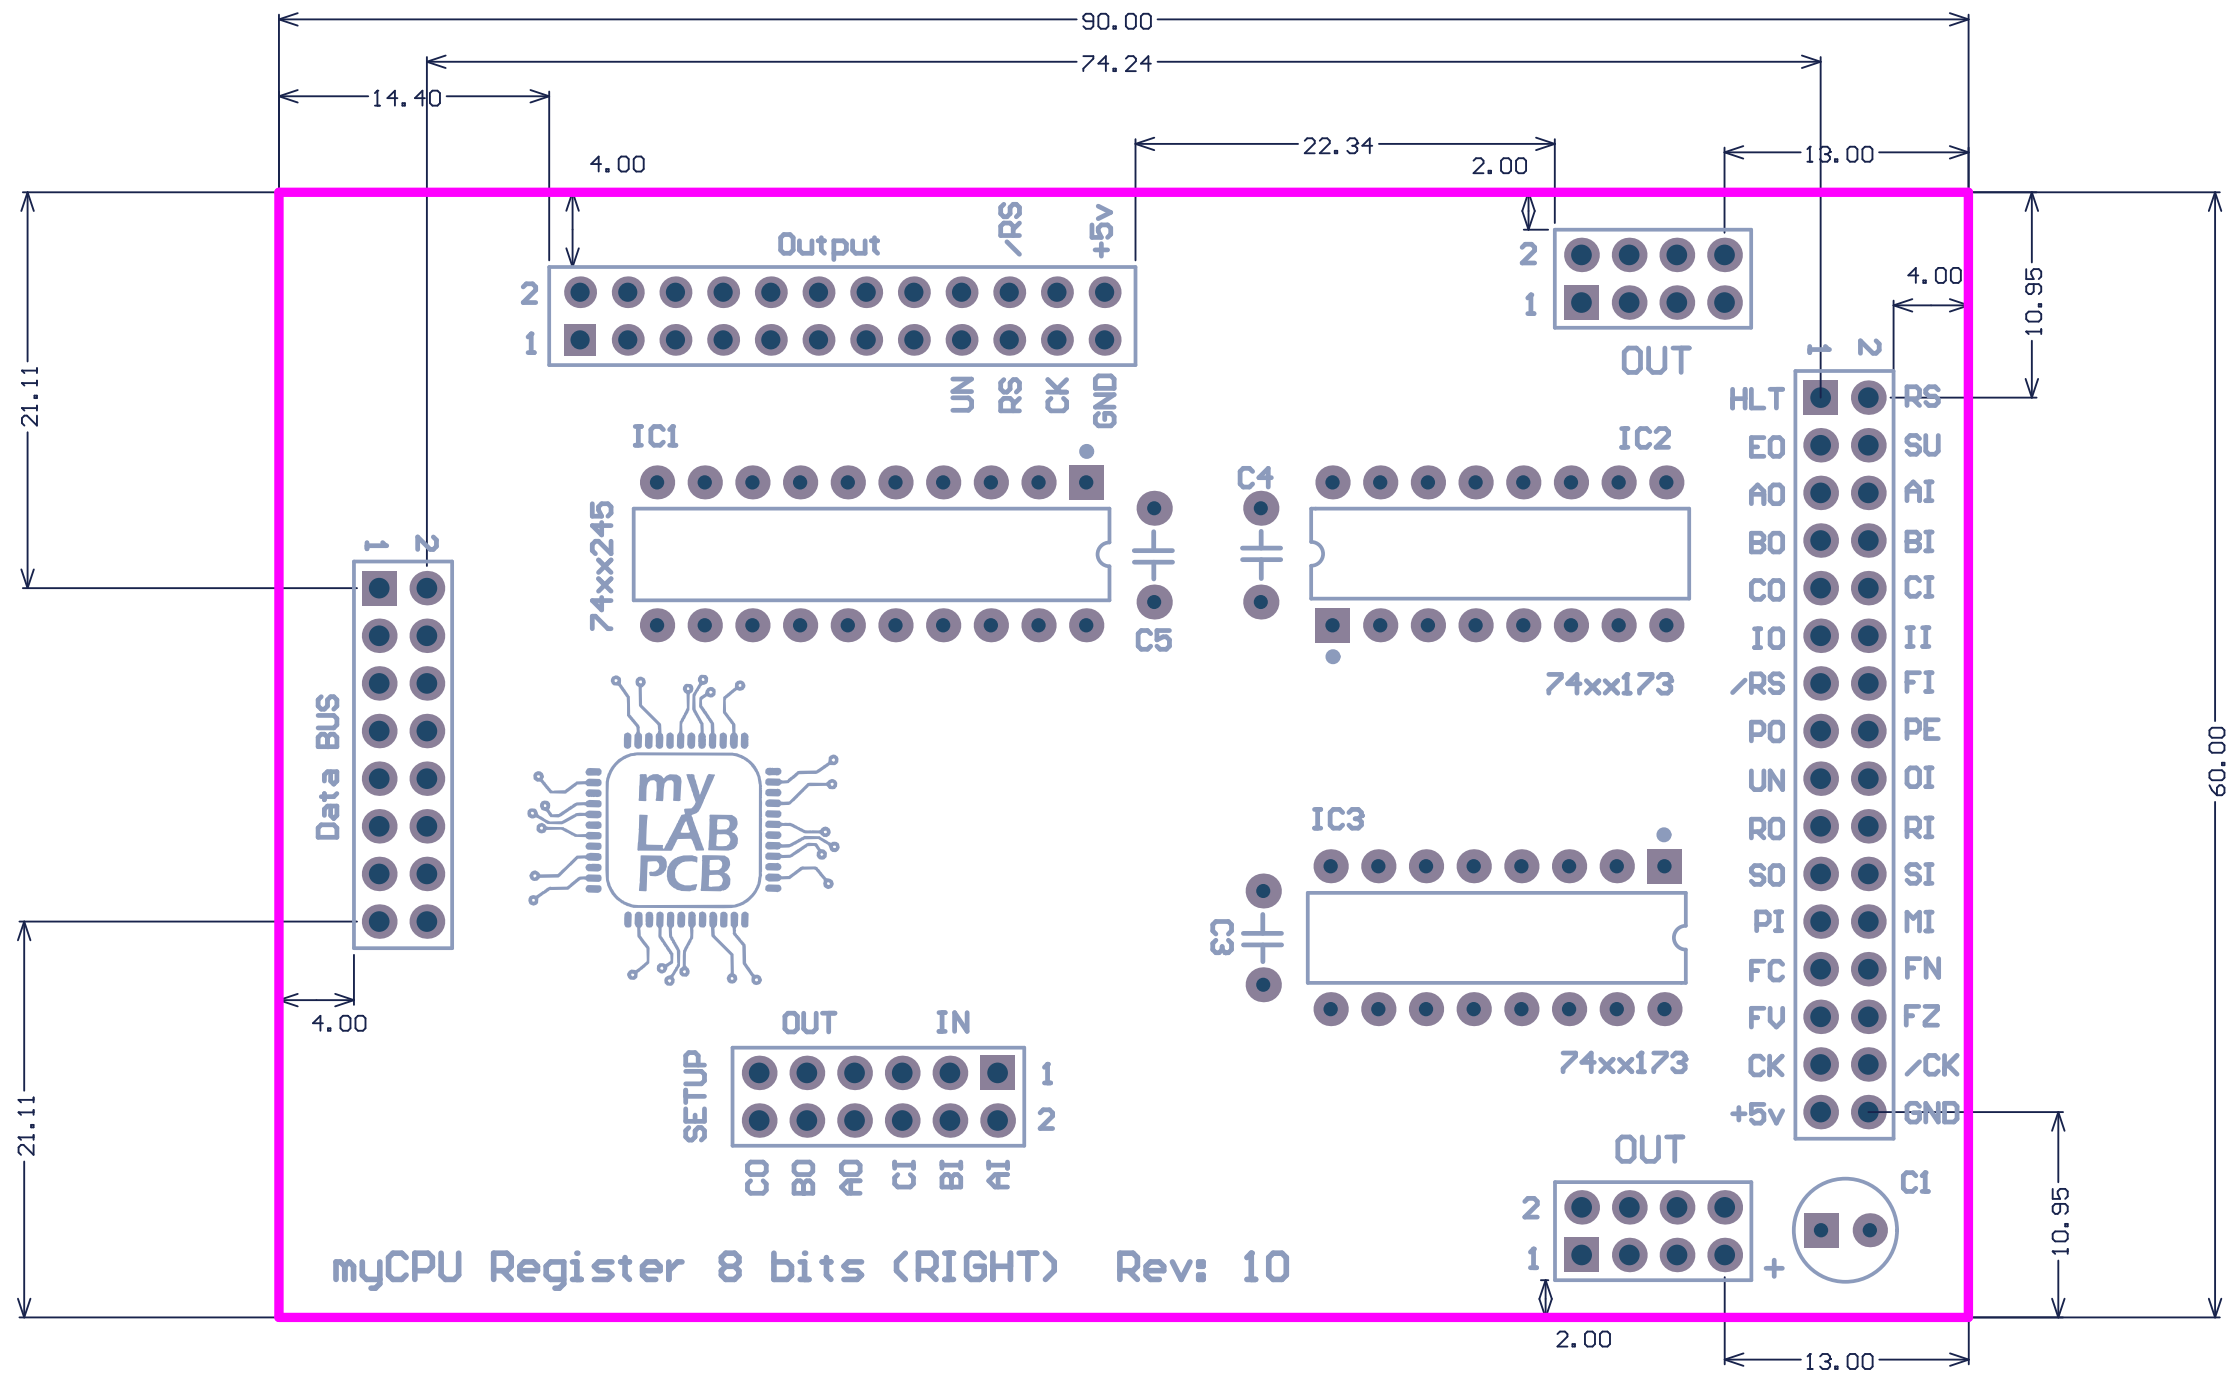 90.00
74.24
14.40
22.34
4.00
2.00
13.00
Output
/RS
+5v
2
1
UN
RS
CK
GND
2
1
OUT
4.00
10.95
21.11
60.00
IC1
74xx245
C5
C4
IC2
74xx173
1 2
HLT RS
EO SU
AO AI
BO BI
CO CI
IO II
/RS FI
PO PE
UN OI
RO RI
SO SI
PI MI
FC FN
FV FZ
CK /CK
+5v GND
1 2
Data BUS
my
LAB
PCB
IC3
C3
74xx173
21.11
4.00
OUT IN
SETUP
1
2
CO BO AO CI BI AI
OUT
2
1
C1
+
10.95
myCPU Register 8 bits (RIGHT) Rev: 10
2.00
13.00